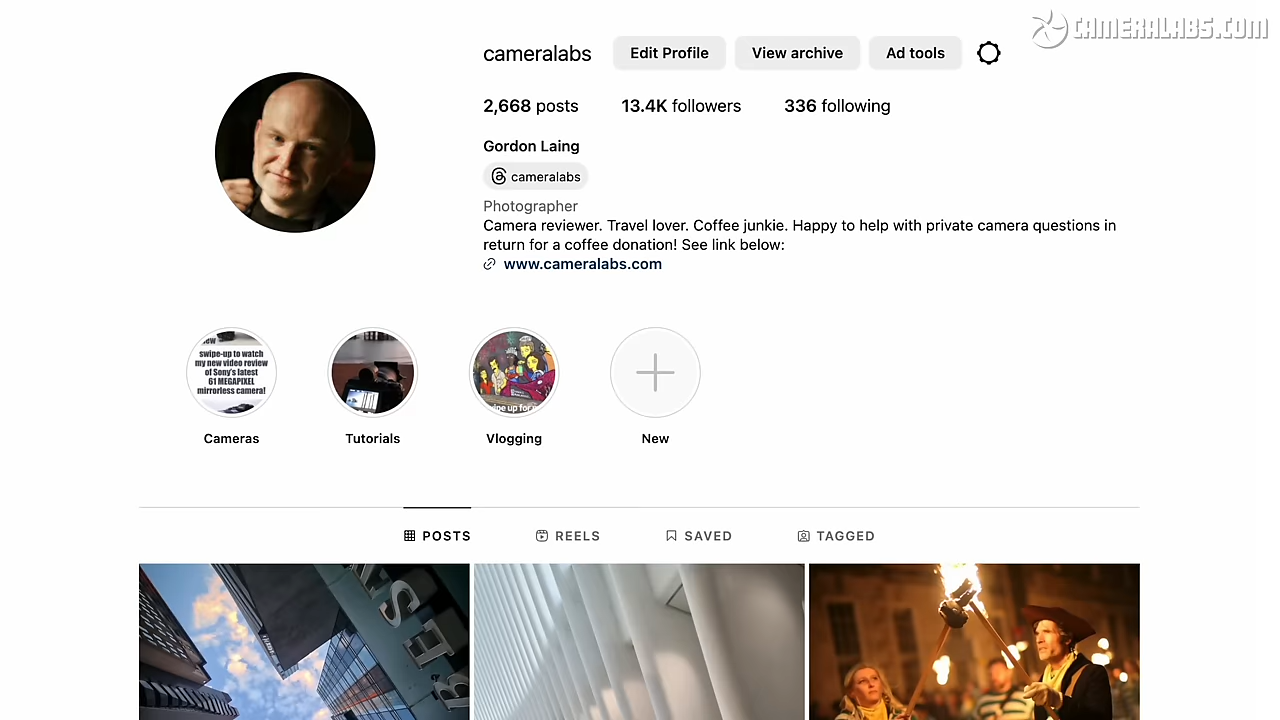 CAMERALABS.COM
cameralabs Edit Profile View archive Ad tools
2,668 posts 13.4K followers 336 following
Gordon Laing
cameralabs
Photographer
Camera reviewer. Travel lover. Coffee junkie. Happy to help with private camera questions in
return for a coffee donation! See link below:
www.cameralabs.com
swipe-up to watch
my new video review
of Sony's latest
61 MEGAPIXEL
mirrorless camera!
Cameras Tutorials Vlogging New
POSTS REELS SAVED TAGGED